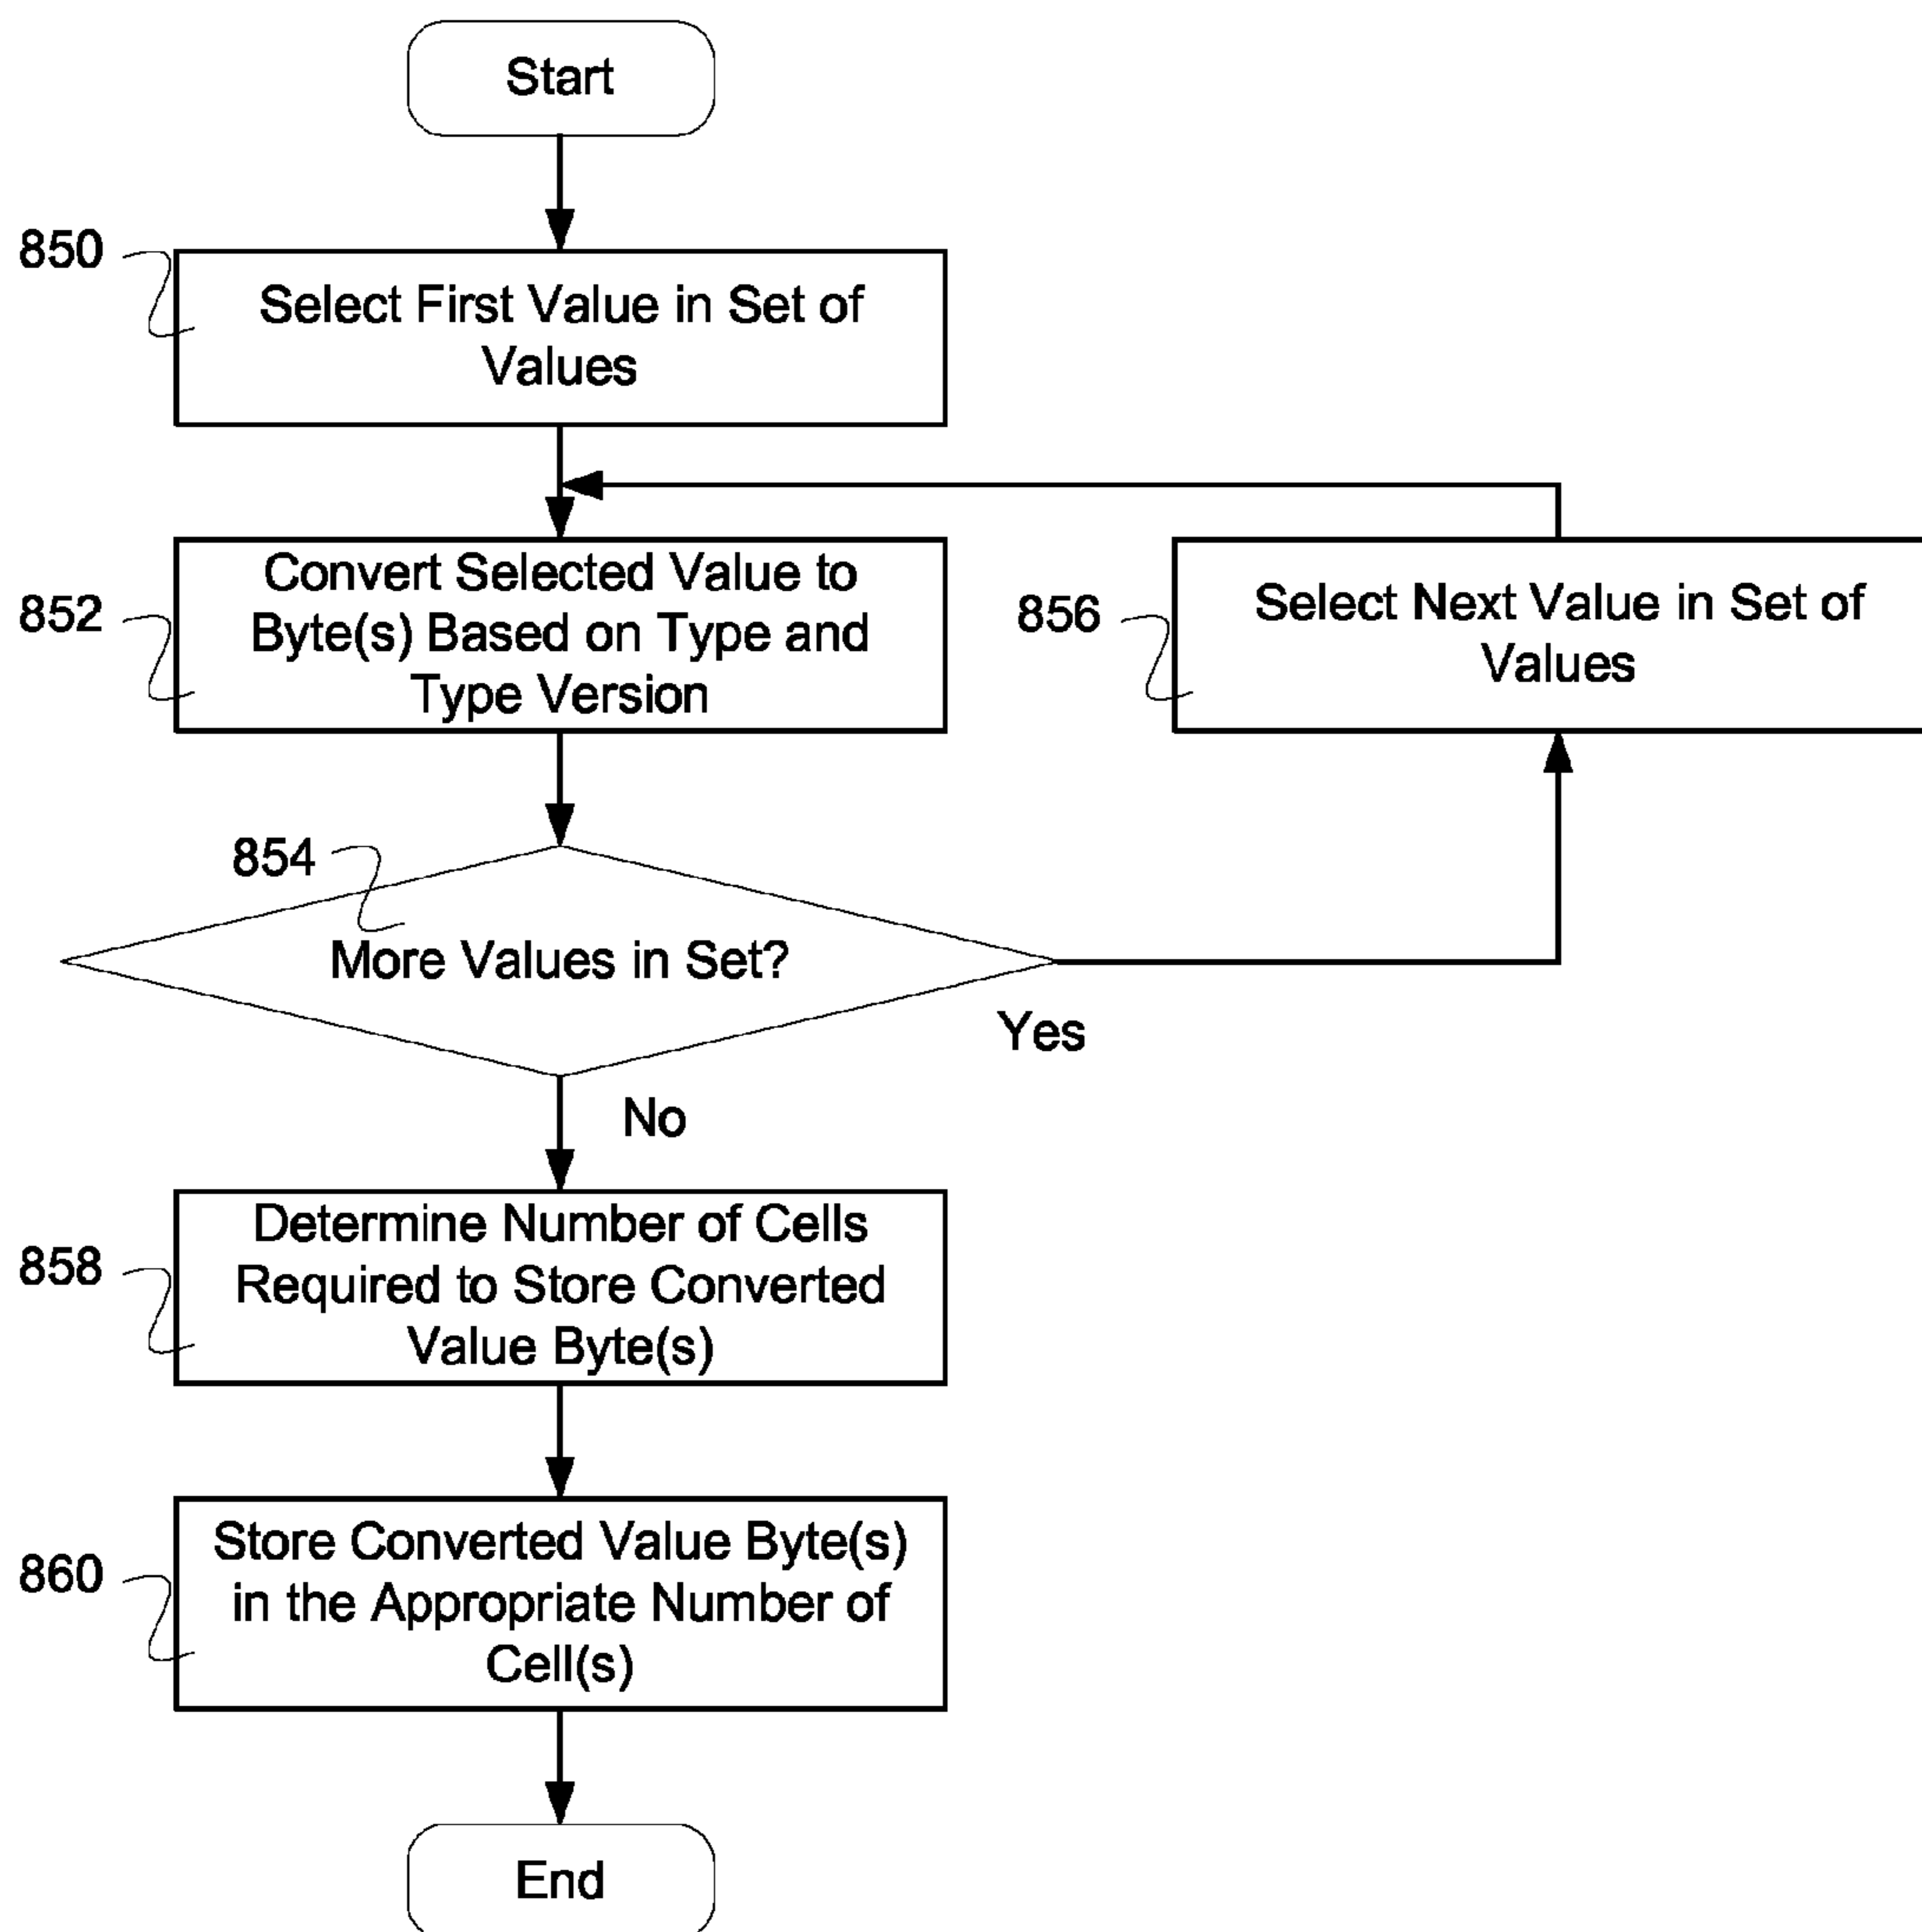 Start
850
Select First Value in Set of
Values
852
Convert Selected Value to
Byte(s) Based on Type and
Type Version
856
Select Next Value in Set of
Values
854
More Values in Set?
Yes
No
858
Determine Number of Cells
Required to Store Converted
Value Byte(s)
860
Store Converted Value Byte(s)
in the Appropriate Number of
Cell(s)
End